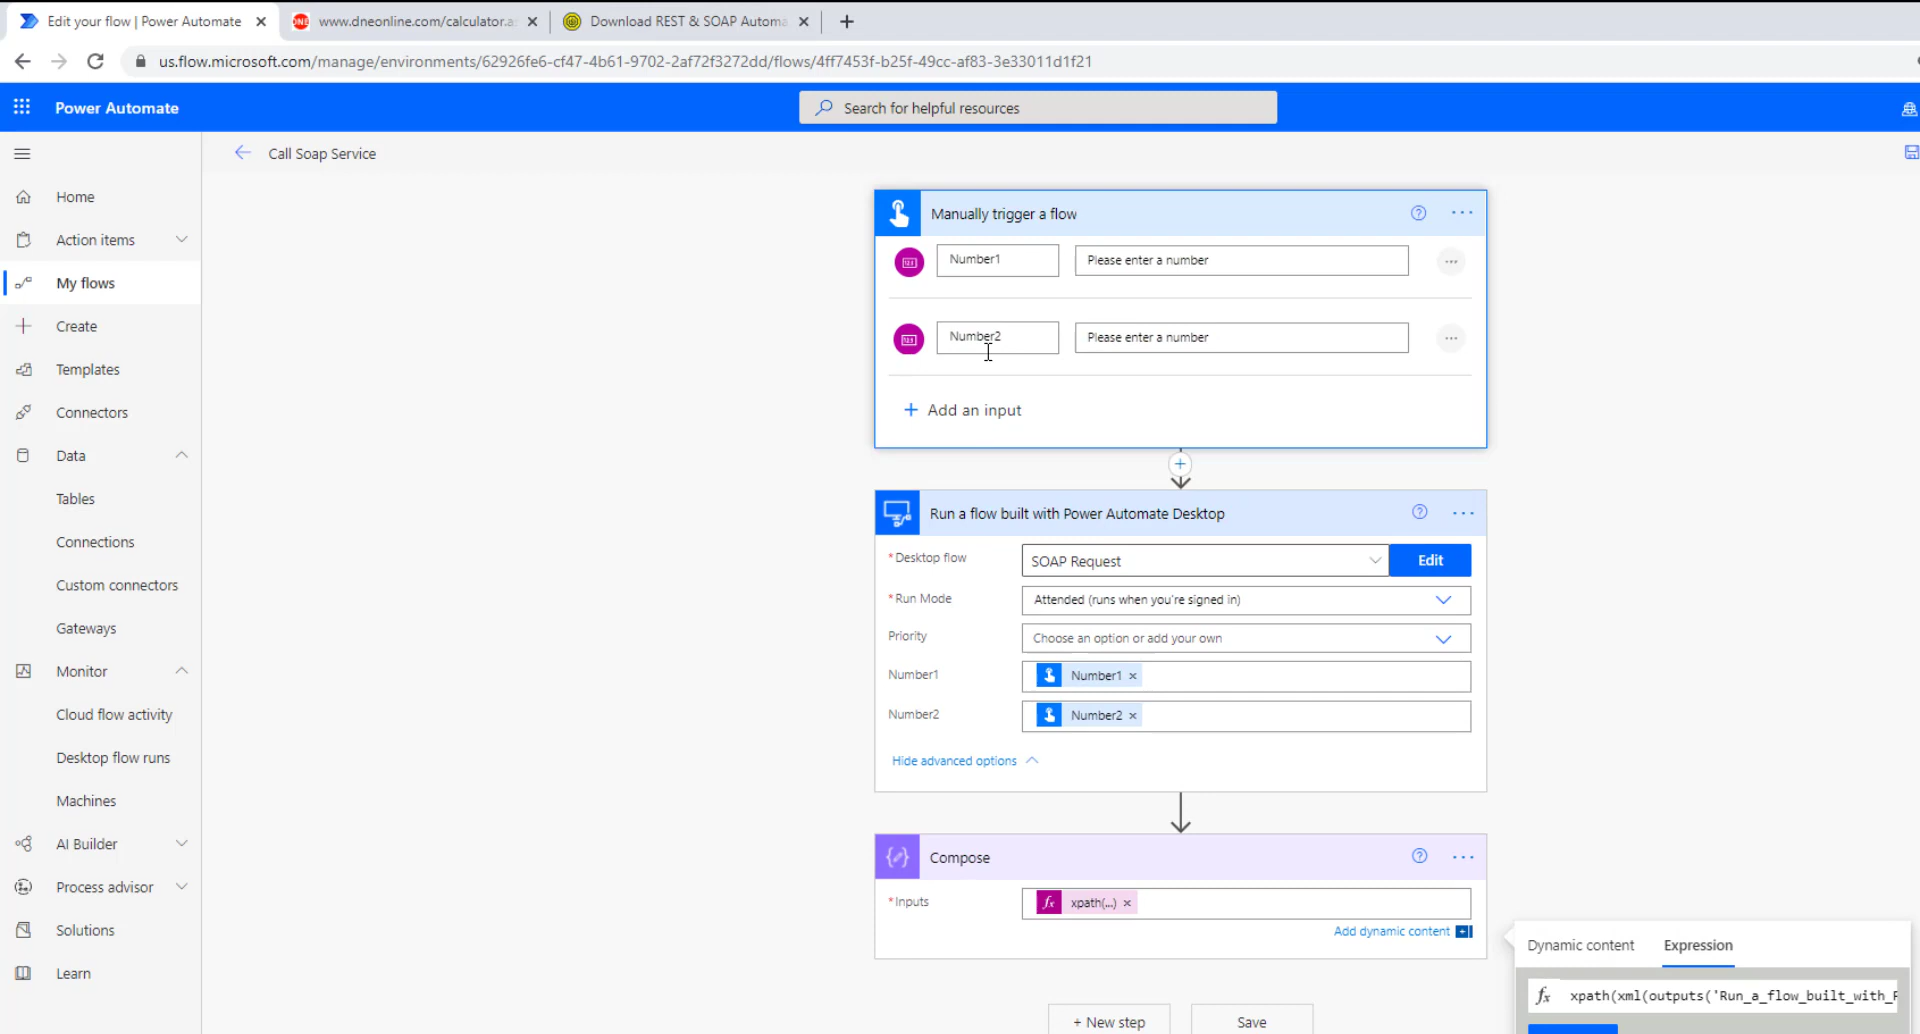 Edit your flow | Power Automate
www.dneonline.com/calculator.a
Download REST & SOAP Automa
us.flow.microsoft.com/manage/environments/62926fe6-cf47-4b61-9702-2af72f3272dd/flows/4ff7453f-b25f-49cc-af83-3e33011d1f21
Power Automate
Search for helpful resources
Call Soap Service
Home
Action items
My flows
Create
Templates
Connectors
Data
Tables
Connections
Custom connectors
Gateways
Monitor
Cloud flow activity
Desktop flow runs
Machines
AI Builder
Process advisor
Solutions
Learn
Manually trigger a flow
Number1
Please enter a number
Number2
Please enter a number
Add an input
Run a flow built with Power Automate Desktop
* Desktop flow
SOAP Request
Edit
* Run Mode
Attended (runs when you're signed in)
Priority
Choose an option or add your own
Number1
Number1 ×
Number2
Number2 ×
Hide advanced options
Compose
* Inputs
fx xpath(...) ×
Add dynamic content
+ New step
Save
Dynamic content
Expression
fx xpath(xml(outputs('Run_a_flow_built_with_P